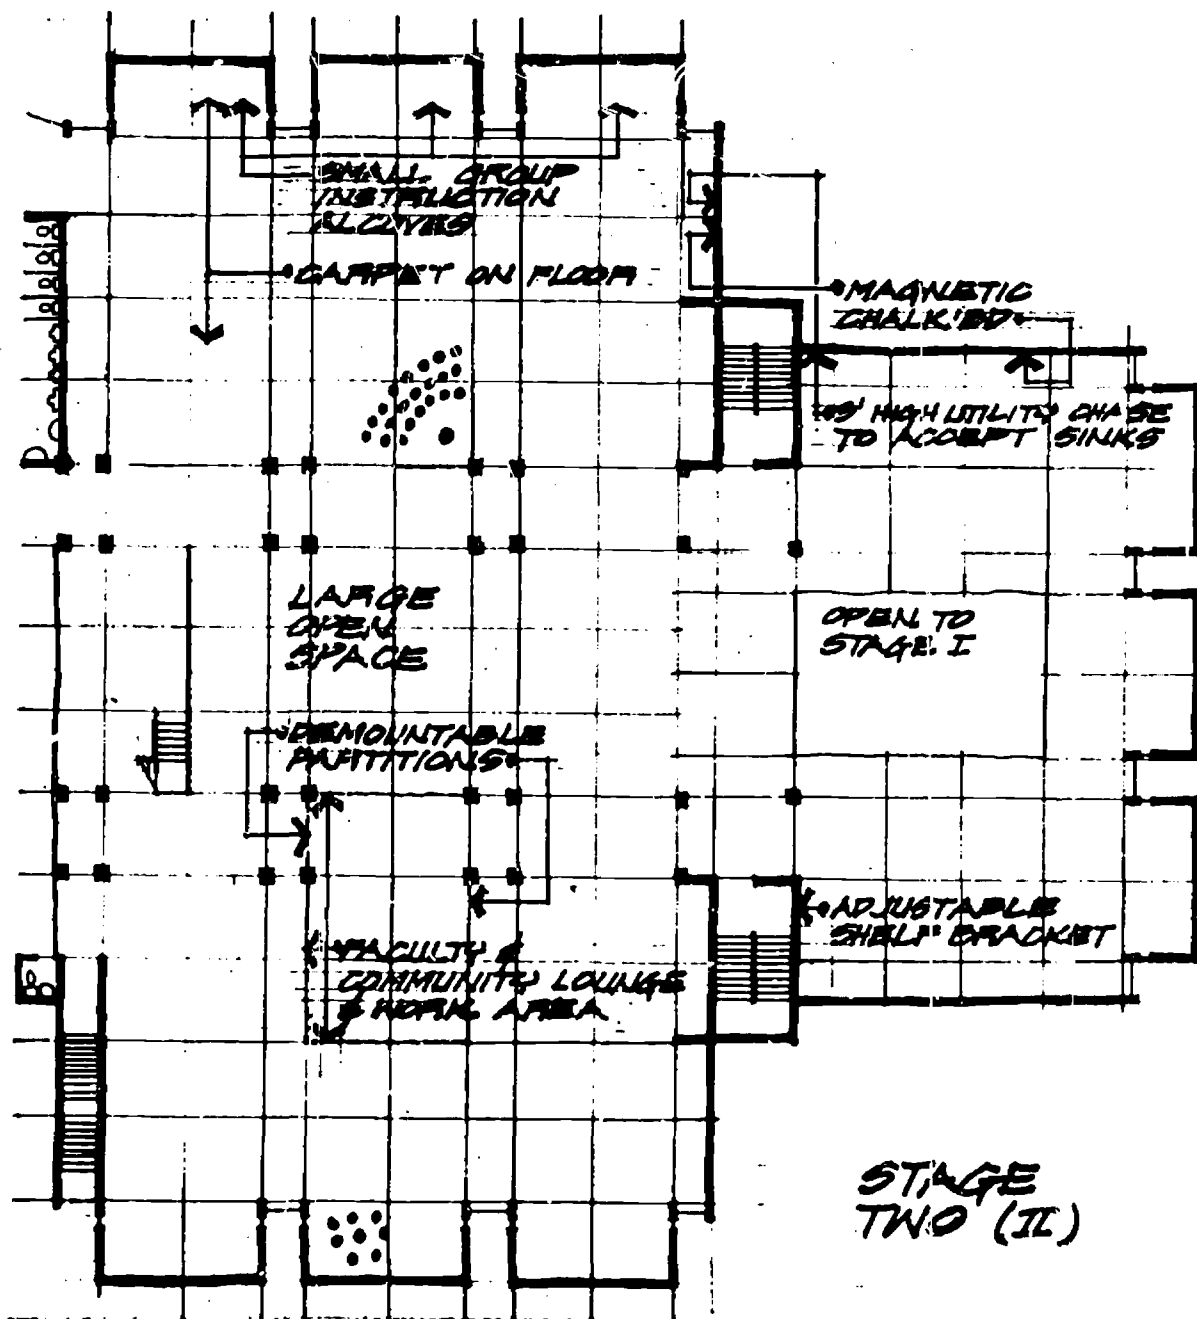 SMALL GROUP
INSTRUCTION
ALCOVES
CARPET ON FLOOR
MAGNETIC
CHALK'BD
5' HIGH UTILITY CHASE
TO ACCEPT SINKS
LARGE
OPEN
SPACE
OPEN TO
STAGE I
DEMOUNTABLE
PARTITIONS
ADJUSTABLE
SHELF BRACKET
FACULTY &
COMMUNITY LOUNGE
& WORK AREA
STAGE
TWO (II)